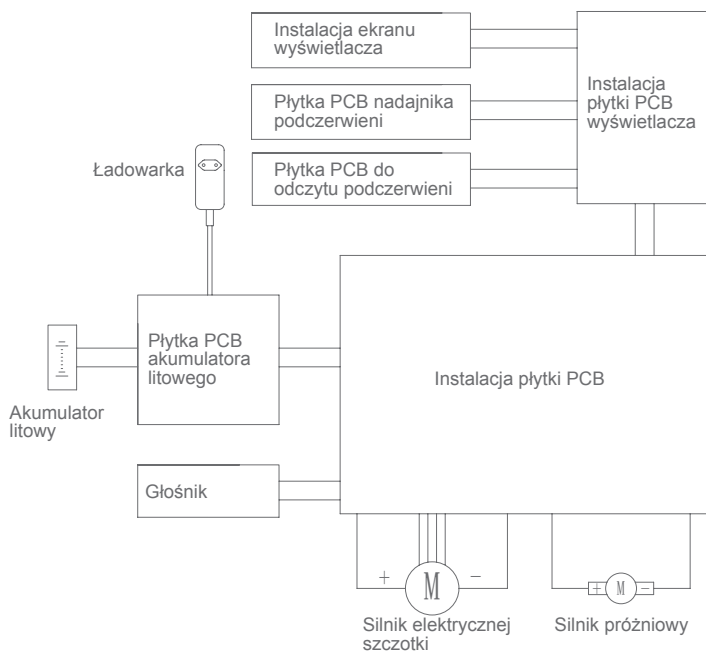 Instalacja ekranu
wyświetlacza
Płytka PCB nadajnika
podczerwieni
Płytka PCB do
odczytu podczerwieni
Instalacja
płytki PCB
wyświetlacza
Ładowarka
Płytka PCB
akumulatora
litowego
Akumulator
litowy
Instalacja płytki PCB
Głośnik
+ M -
Silnik elektrycznej
szczotki
+ M -
Silnik próżniowy